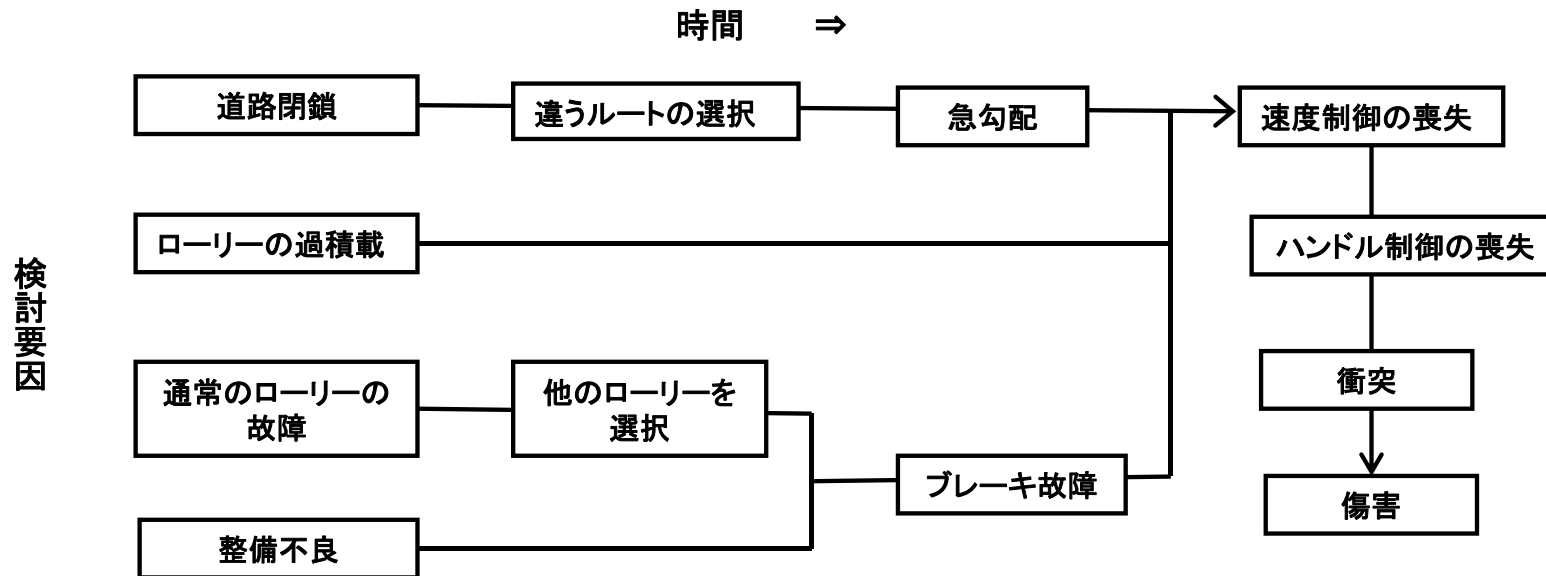 時間　⇒
道路閉鎖
違うルートの選択
急勾配
速度制御の喪失
ローリーの過積載
ハンドル制御の喪失
検討要因
通常のローリーの
故障
他のローリーを
選択
衝突
ブレーキ故障
傷害
整備不良